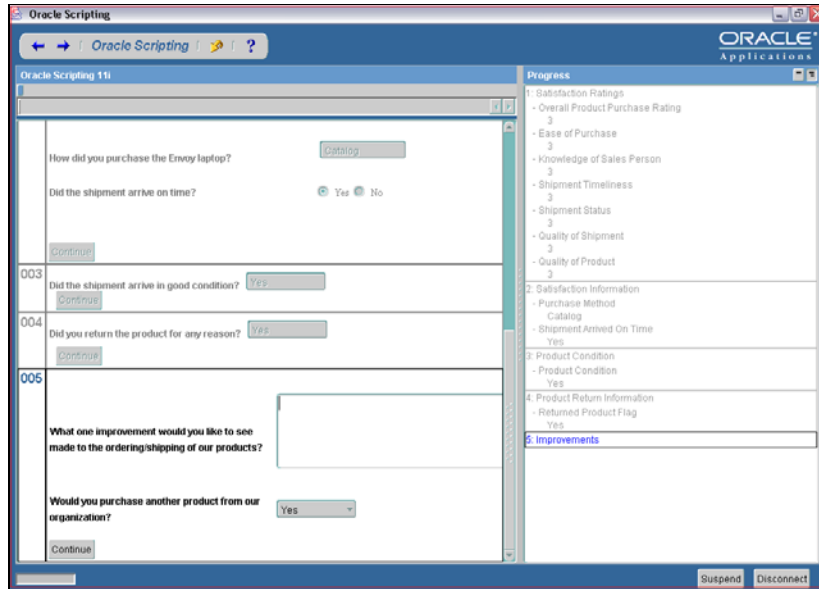 Oracle Scripting
Oracle Scripting
?
ORACLE
Applications
Oracle Scripting 11i
How did you purchase the Envoy laptop?
Catalog
Did the shipment arrive on time?
Yes No
Continue
003
Did the shipment arrive in good condition?
Yes
Continue
004
Did you return the product for any reason?
Yes
Continue
005
What one improvement would you like to see
made to the ordering/shipping of our products?
Would you purchase another product from our
organization?
Yes
Continue
Progress
1: Satisfaction Ratings
- Overall Product Purchase Rating
3
- Ease of Purchase
3
- Knowledge of Sales Person
3
- Shipment Timeliness
3
- Shipment Status
3
- Quality of Shipment
3
- Quality of Product
3
2: Satisfaction Information
- Purchase Method
Catalog
- Shipment Arrived On Time
Yes
3: Product Condition
- Product Condition
Yes
4: Product Return Information
- Returned Product Flag
Yes
5: Improvements
Suspend Disconnect